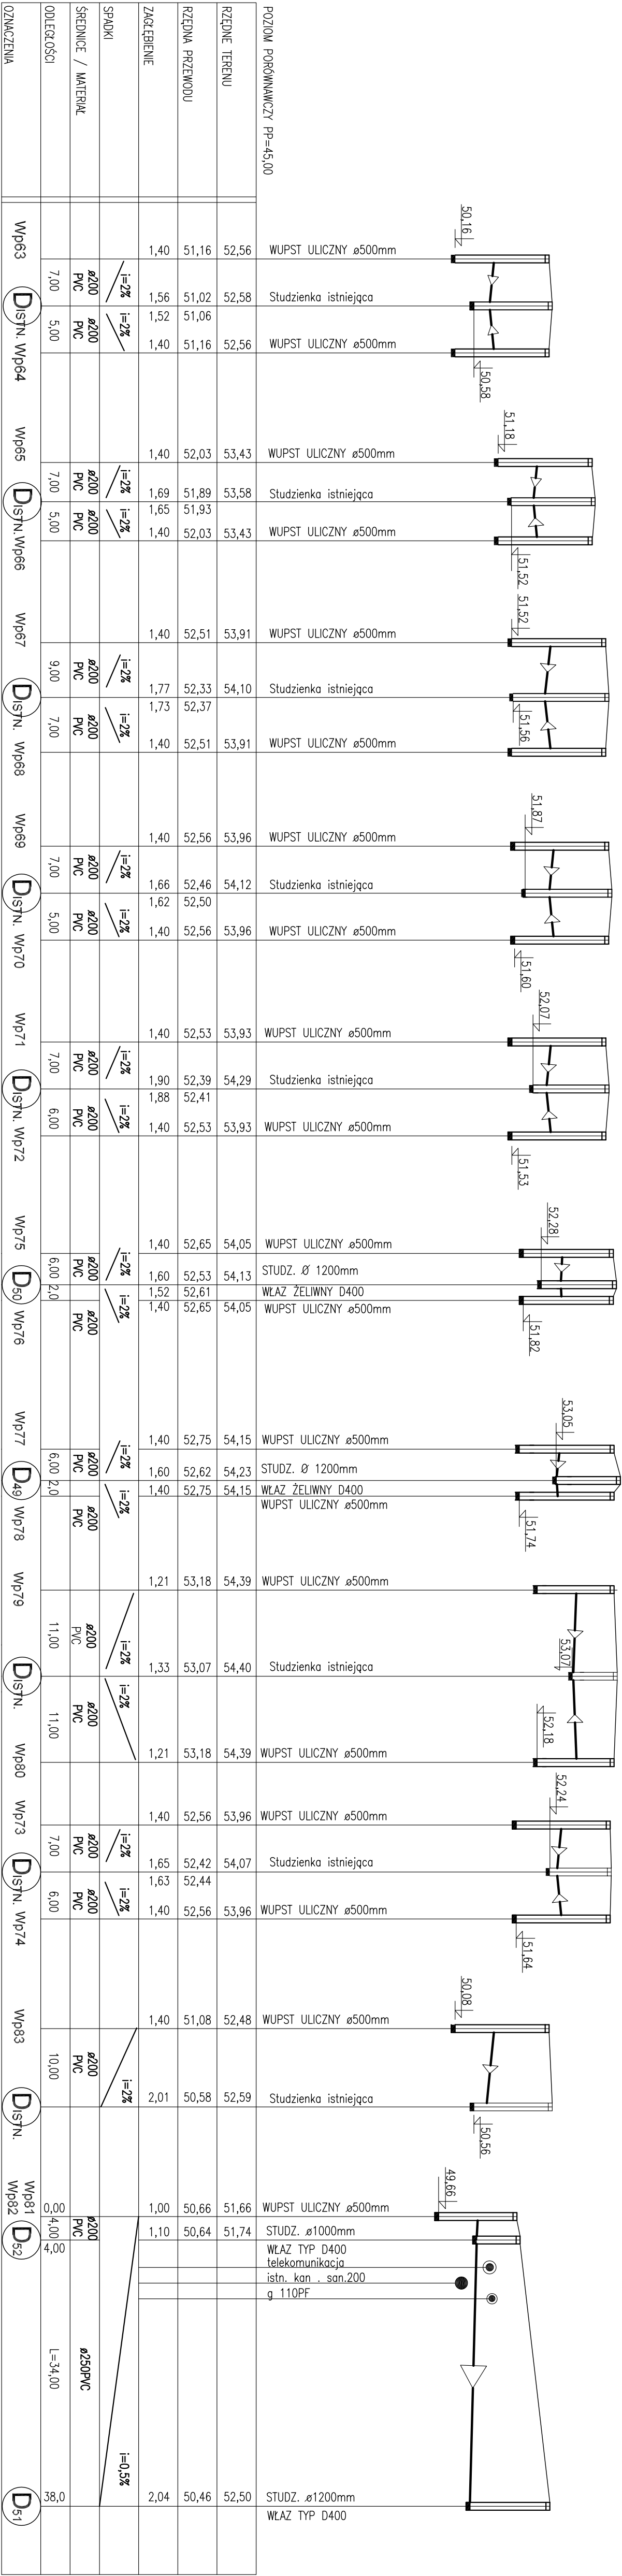 POZIOM PORÓWNAWCZY PP=45,00
RZĘDNE TERENU
RZĘDNA PRZEWODU
ZAGŁĘBIENIE
SPADKI
ŚREDNICE / MATERIAŁ
ODLEGŁOŚCI
OZNACZENIA
50,16
50,58
WUPST ULICZNY ø500mm
Studzienka istniejąca
WUPST ULICZNY ø500mm
52,56 52,58 52,56
51,16 51,02 51,06 51,16
1,40 1,56 1,52 1,40
i=2% i=2%
ø200 PVC ø200 PVC
7,00 5,00
Wp63 DISTN. Wp64
51,18
51,52
WUPST ULICZNY ø500mm
Studzienka istniejąca
WUPST ULICZNY ø500mm
53,43 53,58 53,43
52,03 51,89 51,93 52,03
1,40 1,69 1,65 1,40
i=2% i=2%
ø200 PVC ø200 PVC
7,00 5,00
Wp65 DISTN. Wp66
51,52
51,56
WUPST ULICZNY ø500mm
Studzienka istniejąca
WUPST ULICZNY ø500mm
53,91 54,10 53,91
52,51 52,33 52,37 52,51
1,40 1,77 1,73 1,40
i=2% i=2%
ø200 PVC ø200 PVC
9,00 7,00
Wp67 DISTN. Wp68
51,87
51,60
WUPST ULICZNY ø500mm
Studzienka istniejąca
WUPST ULICZNY ø500mm
53,96 54,12 53,96
52,56 52,46 52,50 52,56
1,40 1,66 1,62 1,40
i=2% i=2%
ø200 PVC ø200 PVC
7,00 5,00
Wp69 DISTN. Wp70
52,07
51,53
WUPST ULICZNY ø500mm
Studzienka istniejąca
WUPST ULICZNY ø500mm
53,93 54,29 53,93
52,53 52,39 52,41 52,53
1,40 1,90 1,88 1,40
i=2% i=2%
ø200 PVC ø200 PVC
7,00 6,00
Wp71 DISTN. Wp72
52,28
51,82
WUPST ULICZNY ø500mm
STUDZ. Ø 1200mm
WŁAZ ŻELIWNY D400
WUPST ULICZNY ø500mm
54,05 54,13 54,05
52,65 52,53 52,61 52,65
1,40 1,60 1,52 1,40
i=2% i=2%
ø200 PVC ø200 PVC
6,00 2,0
Wp75 D50 Wp76
53,05
51,74
WUPST ULICZNY ø500mm
STUDZ. Ø 1200mm
WŁAZ ŻELIWNY D400
WUPST ULICZNY ø500mm
54,15 54,23 54,15
52,75 52,62 52,75
1,40 1,60 1,40
i=2% i=2%
ø200 PVC ø200 PVC
6,00 2,0
Wp77 D49 Wp78
53,07
52,18
WUPST ULICZNY ø500mm
Studzienka istniejąca
WUPST ULICZNY ø500mm
54,39 54,40 54,39
53,18 53,07 53,18
1,21 1,33 1,21
i=2% i=2%
ø200 PVC ø200 PVC
11,00 11,00
Wp79 DISTN. Wp80
52,24
51,64
WUPST ULICZNY ø500mm
Studzienka istniejąca
WUPST ULICZNY ø500mm
53,96 54,07 53,96
52,56 52,42 52,44 52,56
1,40 1,65 1,63 1,40
i=2% i=2%
ø200 PVC ø200 PVC
7,00 6,00
Wp73 DISTN. Wp74
50,08
50,56
WUPST ULICZNY ø500mm
Studzienka istniejąca
52,48 52,59
51,08 50,58
1,40 2,01
i=2%
ø200 PVC
10,00
Wp83 DISTN.
49,66
WUPST ULICZNY ø500mm
STUDZ. ø1000mm
WŁAZ TYP D400
telekomunikacja
istn. kan . san.200
g 110PF
STUDZ. ø1200mm
WŁAZ TYP D400
51,66 51,74 52,50
50,66 50,64 50,46
1,00 1,10 2,04
i=0,5%
ø200 PVC ø250PVC
0,00 4,00 4,00 L=34,00 38,0
Wp81
Wp82 D52 D51